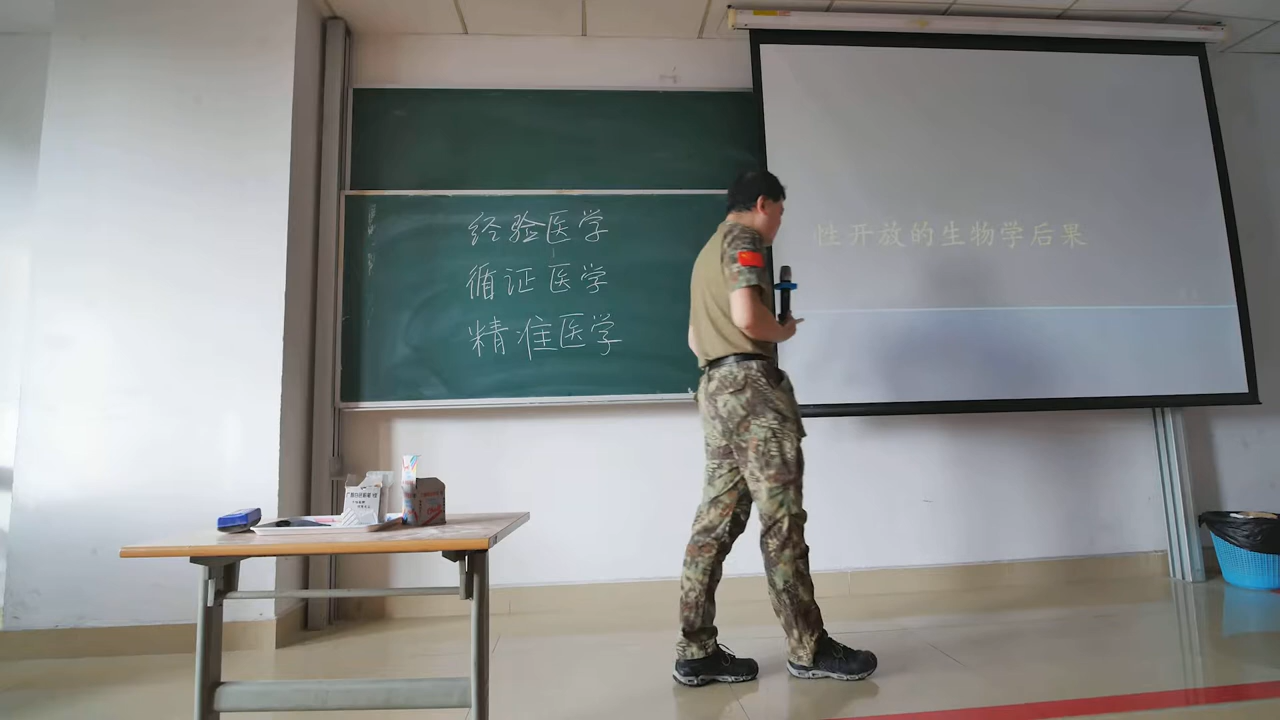 经验医学
循证医学
精准医学
性开放的生物学后果